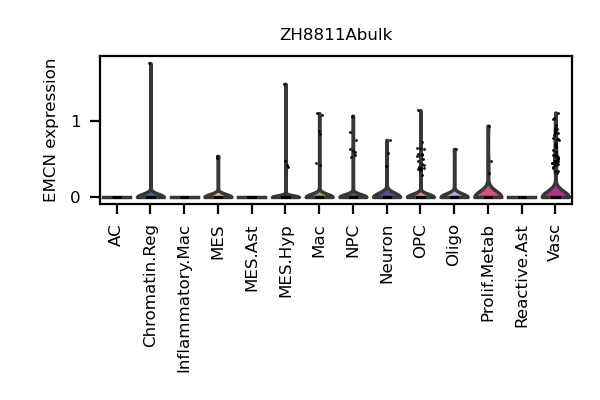 ZH8811Abulk
EMCN expression
1
0
AC
Chromatin.Reg
Inflammatory.Mac
MES
MES.Ast
MES.Hyp
Mac
NPC
Neuron
OPC
Oligo
Prolif.Metab
Reactive.Ast
Vasc